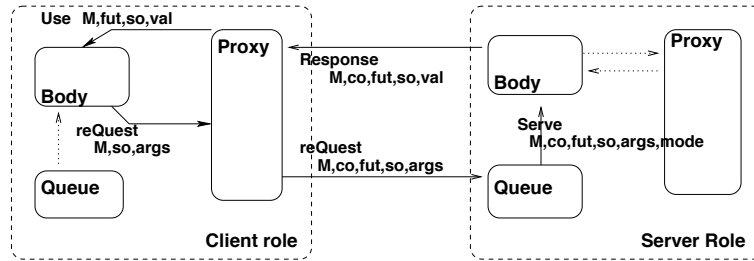 Use M,fut,so,val
Proxy
Body
reQuest
M,so,args
Queue
Client role
Response
M,co,fut,so,val
reQuest
M,co,fut,so,args
Body
Proxy
Serve
M,co,fut,so,args,mode
Queue
Server Role